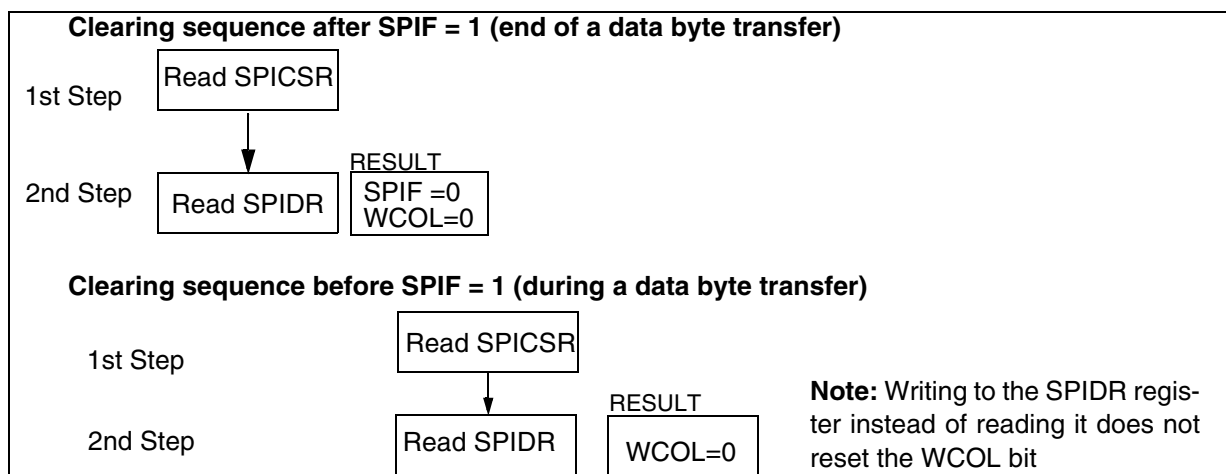 Clearing sequence after SPIF = 1 (end of a data byte transfer)
1st Step
Read SPICSR
RESULT
2nd Step
Read SPIDR
SPIF =0
WCOL=0
Clearing sequence before SPIF = 1 (during a data byte transfer)
1st Step
Read SPICSR
RESULT
2nd Step
Read SPIDR
WCOL=0
Note: Writing to the SPIDR regis-
ter instead of reading it does not
reset the WCOL bit